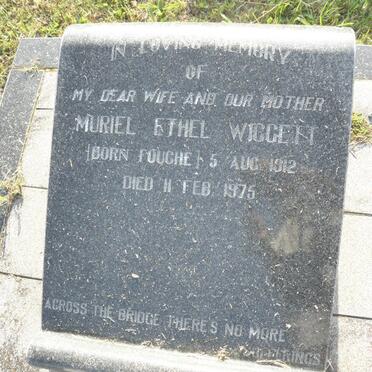 IN LOVING MEMORY
OF
MY DEAR WIFE AND OUR MOTHER
MURIEL ETHEL WIGGETT
(BORN FOUCHE) 5 AUG 1912
DIED 11 FEB 1975
ACROSS THE BRIDGE THERE'S NO MORE